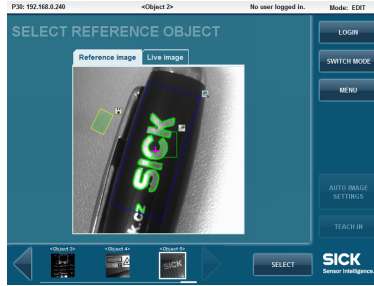 P30: 192.168.0.240 <Object 2> No user logged in. Mode: EDIT
SELECT REFERENCE OBJECT
LOGIN
Reference image Live image
SWITCH MODE
MENU
SICK
k.cz
AUTO IMAGE
SETTINGS
TEACH-IN
<Object 3> <Object 4> <Object 5>
SICK
SELECT
SICK
Sensor Intelligence.